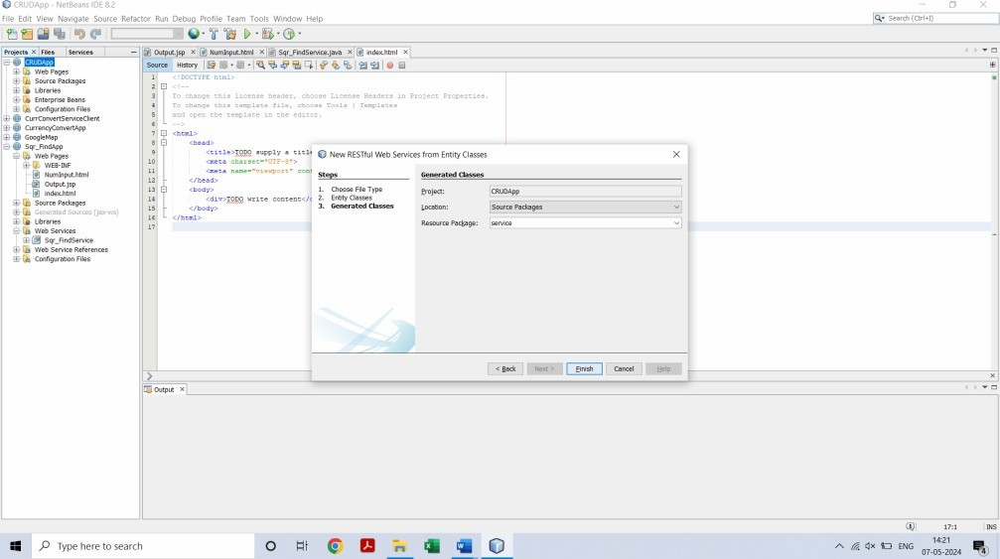 CRUDApp - NetBeans IDE 8.2
File Edit View Navigate Source Refactor Run Debug Profile Team Tools Window Help
Search (Ctrl+I)
Projects Files Services
CRUDApp
Web Pages
Source Packages
Libraries
Enterprise Beans
Configuration Files
CurrConvertServiceClient
CurrencyConvertApp
GoogleMap
Sqr_FindApp
Web Pages
WEB-INF
NumInput.html
Output.jsp
index.html
Source Packages
Generated Sources (jax-ws)
Libraries
Web Services
Sqr_FindService
Web Service References
Configuration Files
Output.jsp NumInput.html Sqr_FindService.java index.html
Source History
1 <!DOCTYPE html>
2 <!--
3 To change this license header, choose License Headers in Project Properties.
4 To change this template file, choose Tools | Templates
5 and open the template in the editor.
6 -->
7 <html>
8 <head>
9 <title>TODO supply a title
10 <meta charset="UTF-8">
11 <meta name="viewport" cont
12 </head>
13 <body>
14 <div>TODO write content</
15 </body>
16 </html>
17
New RESTful Web Services from Entity Classes
Steps
1. Choose File Type
2. Entity Classes
3. Generated Classes
Generated Classes
Project: CRUDApp
Location: Source Packages
Resource Package: service
< Back Next > Finish Cancel Help
Output
17:1 INS
Type here to search
ENG
14:21
07-05-2024
4